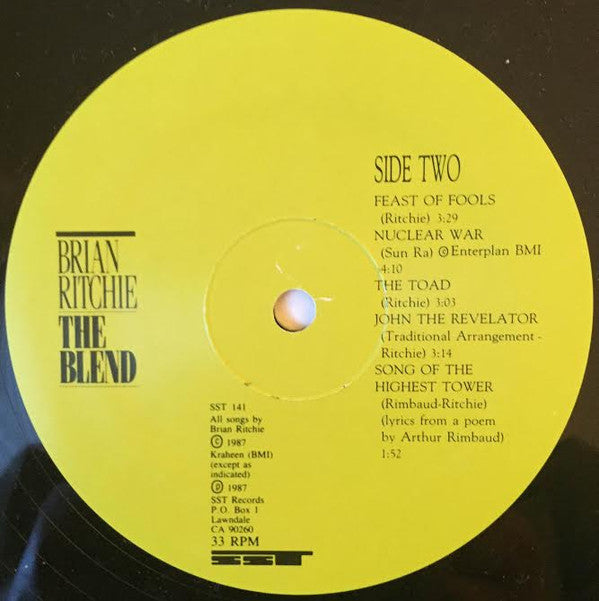 BRIAN
RITCHIE
THE
BLEND
SIDE TWO
FEAST OF FOOLS
(Ritchie) 3:29
NUCLEAR WAR
(Sun Ra) ©Enterplan BMI
4:10
THE TOAD
(Ritchie) 3:03
JOHN THE REVELATOR
(Traditional Arrangement-
Ritchie) 3:14
SONG OF THE
HIGHEST TOWER
(Rimbaud-Ritchie)
(lyrics from a poem
by Arthur Rimbaud)
1:52
SST 141
All songs by
Brian Ritchie
© 1987
Kraheen (BMI)
(except as
indicated)
℗ 1987
SST Records
P.O. Box 1
Lawndale
CA 90260
33 RPM
SST